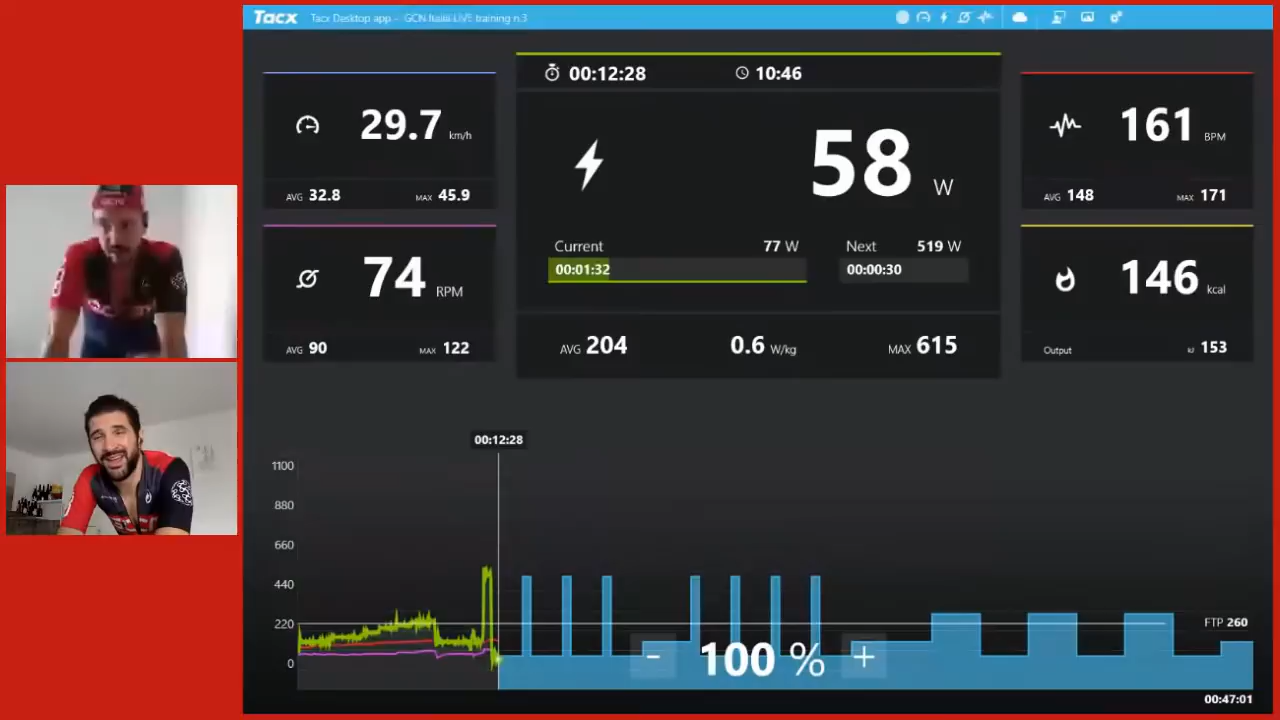 Tacx Tacx Desktop app - GCN Italia LIVE training n.3
00:12:28 10:46
29.7 km/h
AVG 32.8 MAX 45.9
58 W
161 BPM
AVG 148 MAX 171
74 RPM
AVG 90 MAX 122
Current 77 W Next 519 W
00:01:32 00:00:30
AVG 204 0.6 W/kg MAX 615
146 kcal
Output kJ 153
GCN
00:12:28
1100
880
660
440
220
0
FTP 260
- 100 % +
00:47:01